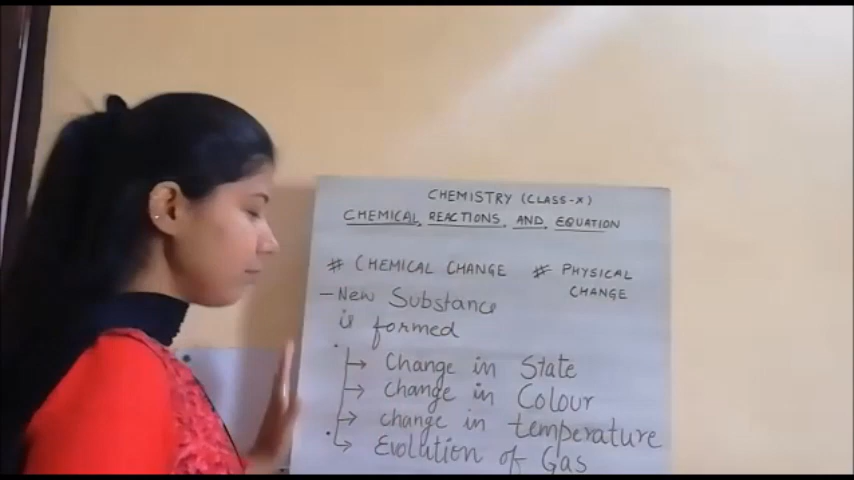 CHEMISTRY (CLASS-X)
CHEMICAL REACTIONS AND EQUATION
# CHEMICAL CHANGE
- New Substance
is formed
→ Change in State
→ Change in Colour
→ change in temperature
→ Evolution of Gas
# PHYSICAL
CHANGE